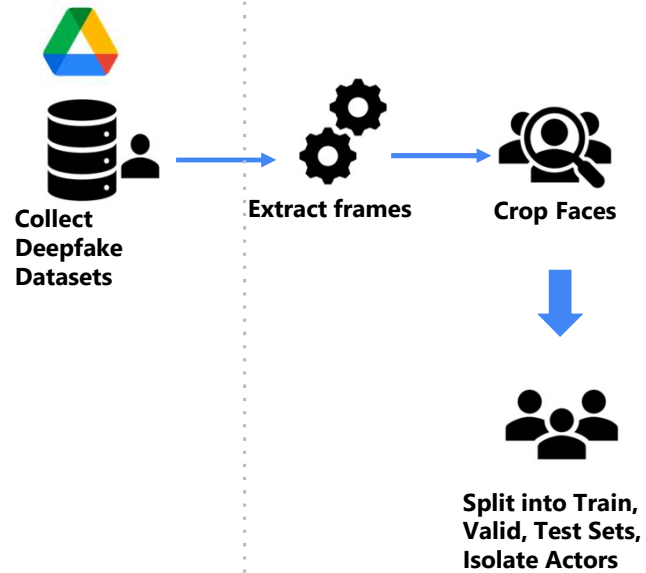 Collect
Deepfake
Datasets
Extract frames
Crop Faces
Split into Train,
Valid, Test Sets,
Isolate Actors